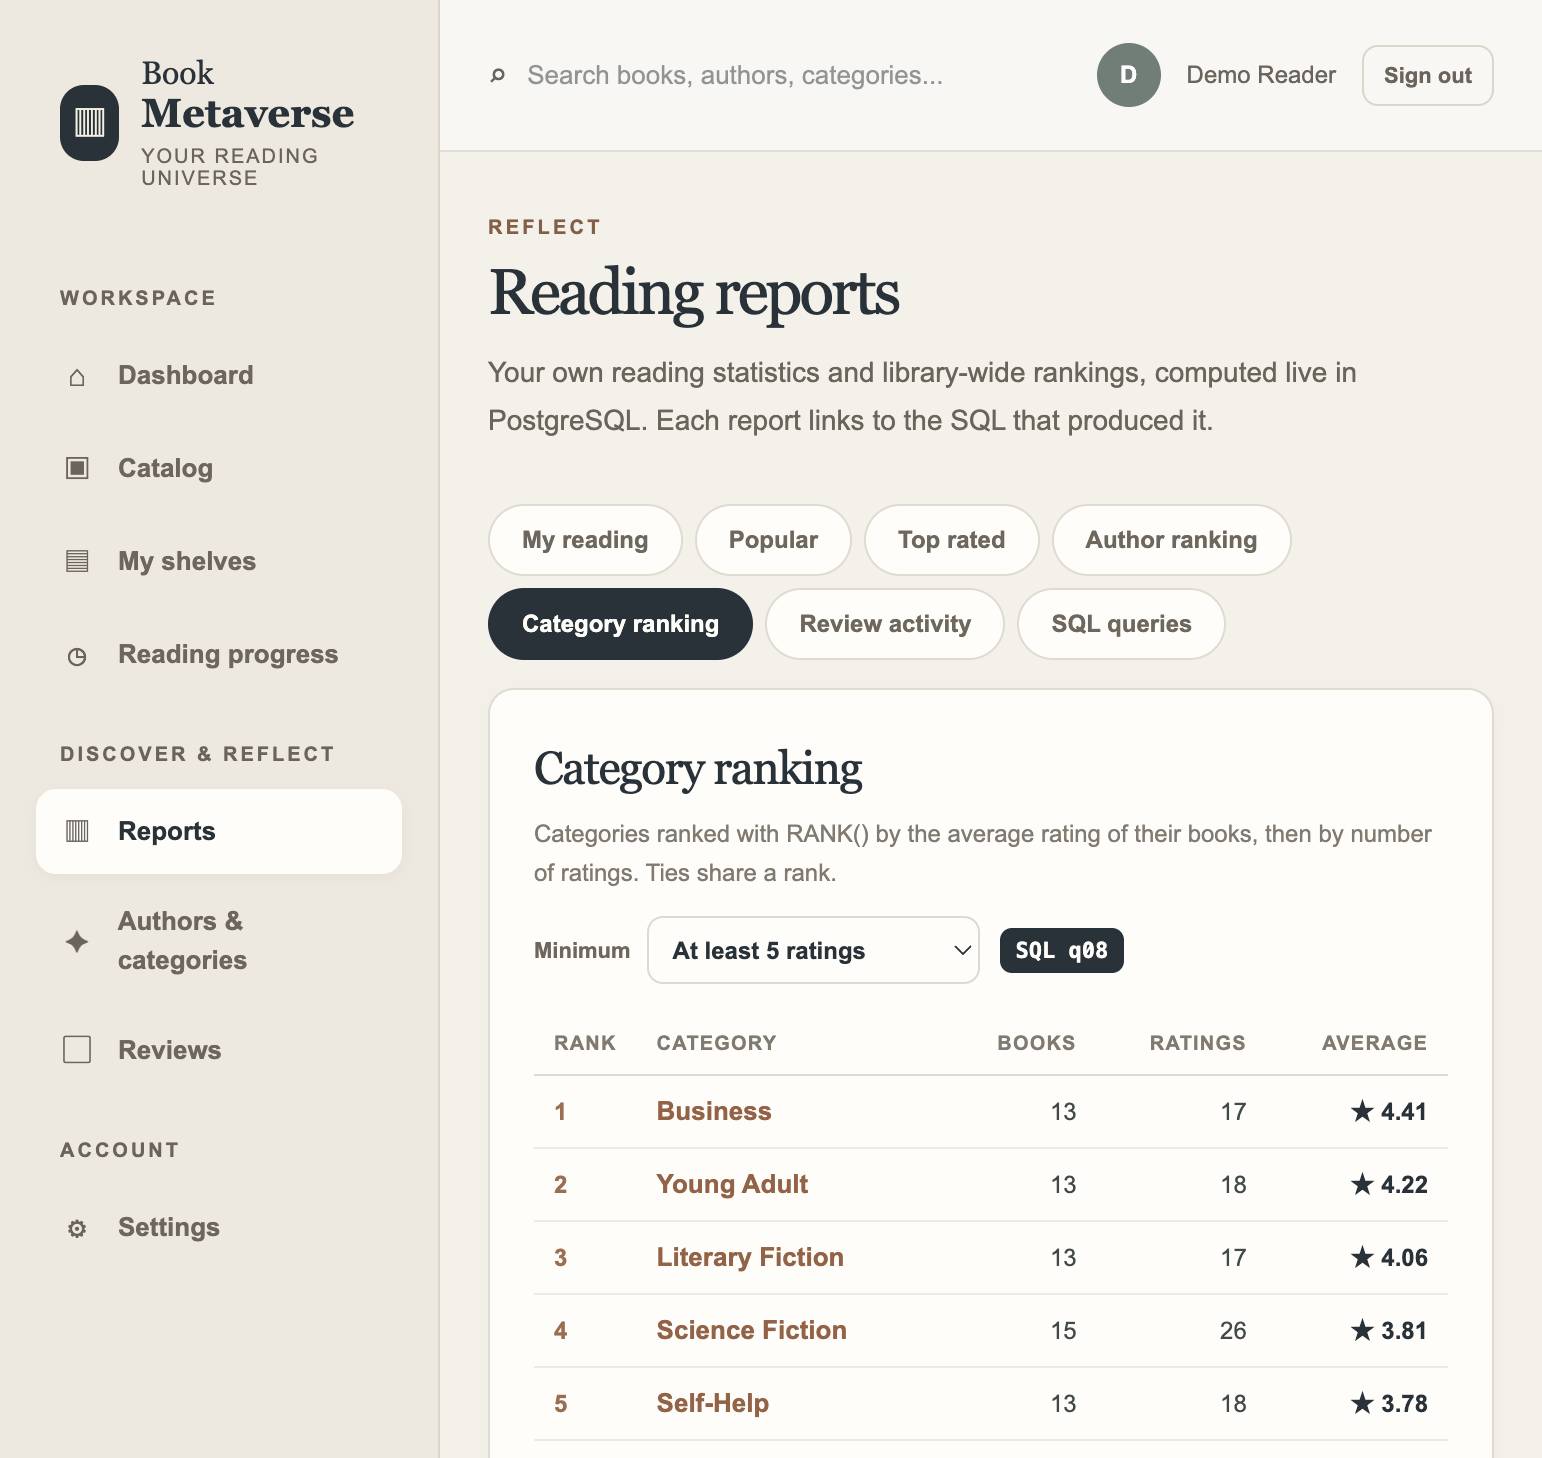 Book
Metaverse
YOUR READING
UNIVERSE
WORKSPACE
Dashboard
Catalog
My shelves
Reading progress
DISCOVER & REFLECT
Reports
Authors &
categories
Reviews
ACCOUNT
Settings
Search books, authors, categories...
D
Demo Reader
Sign out
REFLECT
Reading reports
Your own reading statistics and library-wide rankings, computed live in
PostgreSQL. Each report links to the SQL that produced it.
My reading
Popular
Top rated
Author ranking
Category ranking
Review activity
SQL queries
Category ranking
Categories ranked with RANK() by the average rating of their books, then by number
of ratings. Ties share a rank.
Minimum At least 5 ratings SQL q08
RANK CATEGORY BOOKS RATINGS AVERAGE
1 Business 13 17 ★ 4.41
2 Young Adult 13 18 ★ 4.22
3 Literary Fiction 13 17 ★ 4.06
4 Science Fiction 15 26 ★ 3.81
5 Self-Help 13 18 ★ 3.78